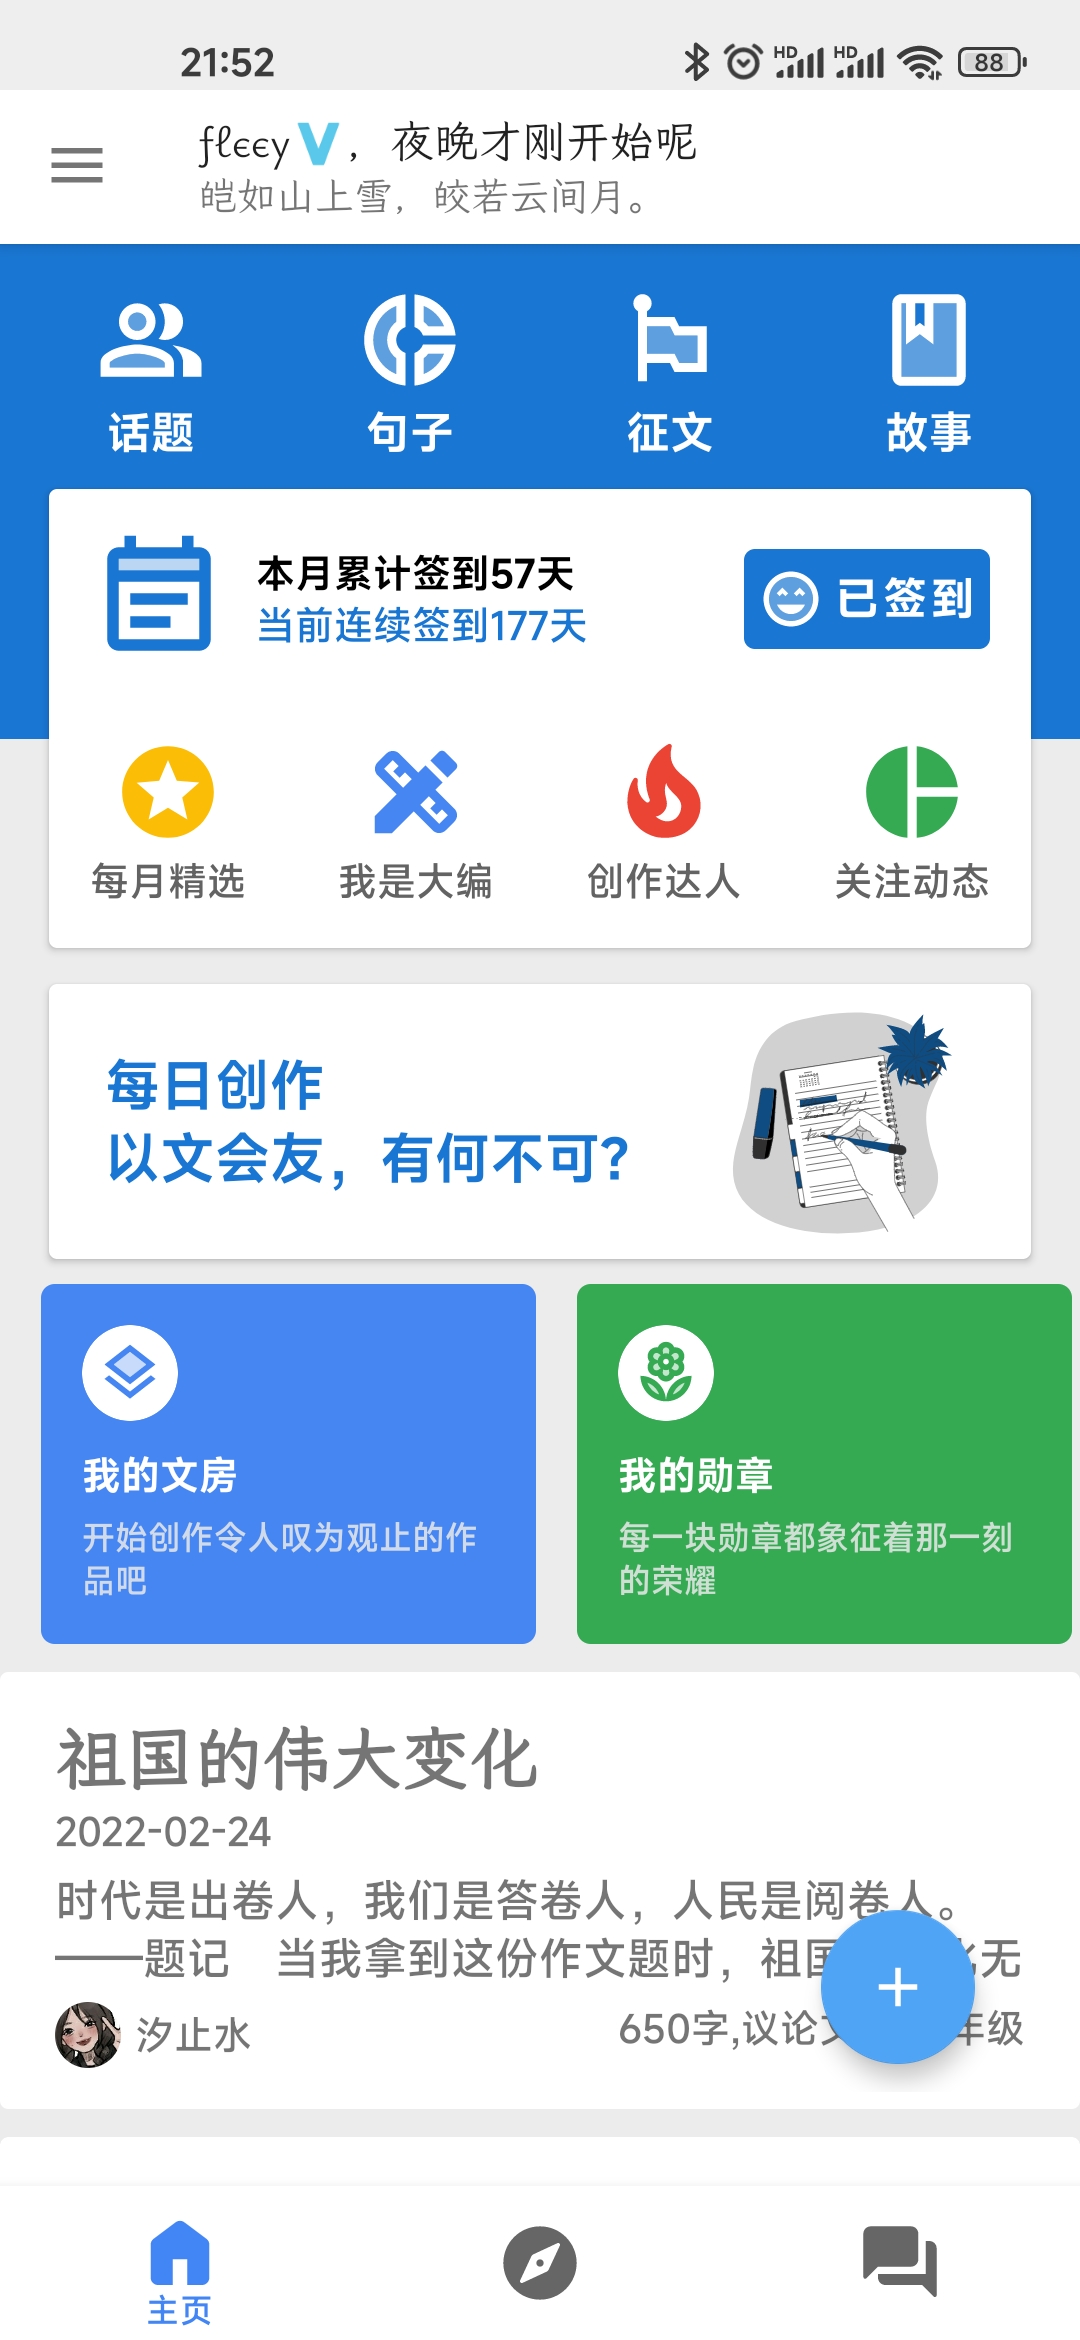 21:52
HD HD 88
ƒłєєy V，夜晚才刚开始呢
皑如山上雪，皎若云间月。
话题 句子 征文 故事
本月累计签到57天
当前连续签到177天
已签到
每月精选 我是大编 创作达人 关注动态
每日创作
以文会友，有何不可？
我的文房 我的勋章
开始创作令人叹为观止的作 每一块勋章都象征着那一刻
品吧 的荣耀
祖国的伟大变化
2022-02-24
时代是出卷人，我们是答卷人，人民是阅卷人。
——题记　当我拿到这份作文题时，祖国 无
汐止水 650字,议论 年级
主页